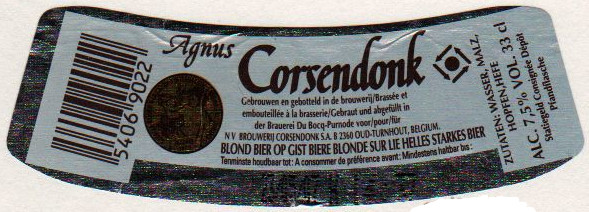 5406 9022
Agnus
Corsendonk
Gebrouwen en gebotteld in de brouwerij/Brassée et
embouteillée à la brasserie/Gebraut und abgefüllt in
der Brauerei Du Bocq-Purnode voor/pour/für
N V BROUWERIJ CORSENDONK S.A. B 2360 OUD-TURNHOUT, BELGIUM.
BLOND BIER OP GIST BIERE BLONDE SUR LIE HELLES STARKES BIER
Tenminste houdbaar tot: A consommer de préférence avant: Mindestens haltbar bis:
ZUTATEN: WASSER, MALZ,
HOPFEN, HEFE
ALC. 7,5% VOL. 33 cl
Statiegeld Consignée Dépôt
Pfandflasche